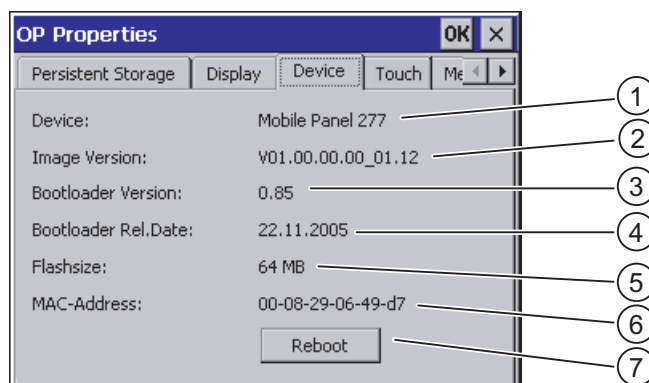 OP Properties OK ×
Persistent Storage Display Device Touch Me
Device: Mobile Panel 277 1
Image Version: V01.00.00.00_01.12 2
Bootloader Version: 0.85 3
Bootloader Rel.Date: 22.11.2005 4
Flashsize: 64 MB 5
MAC-Address: 00-08-29-06-49-d7 6
Reboot 7